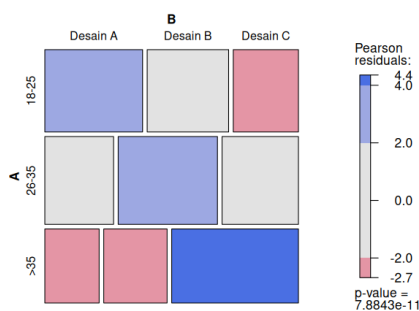 B
Desain A Desain B Desain C
A
18-25
26-35
>35
Pearson
residuals:
4.4
4.0
2.0
0.0
-2.0
-2.7
p-value =
7.8843e-11